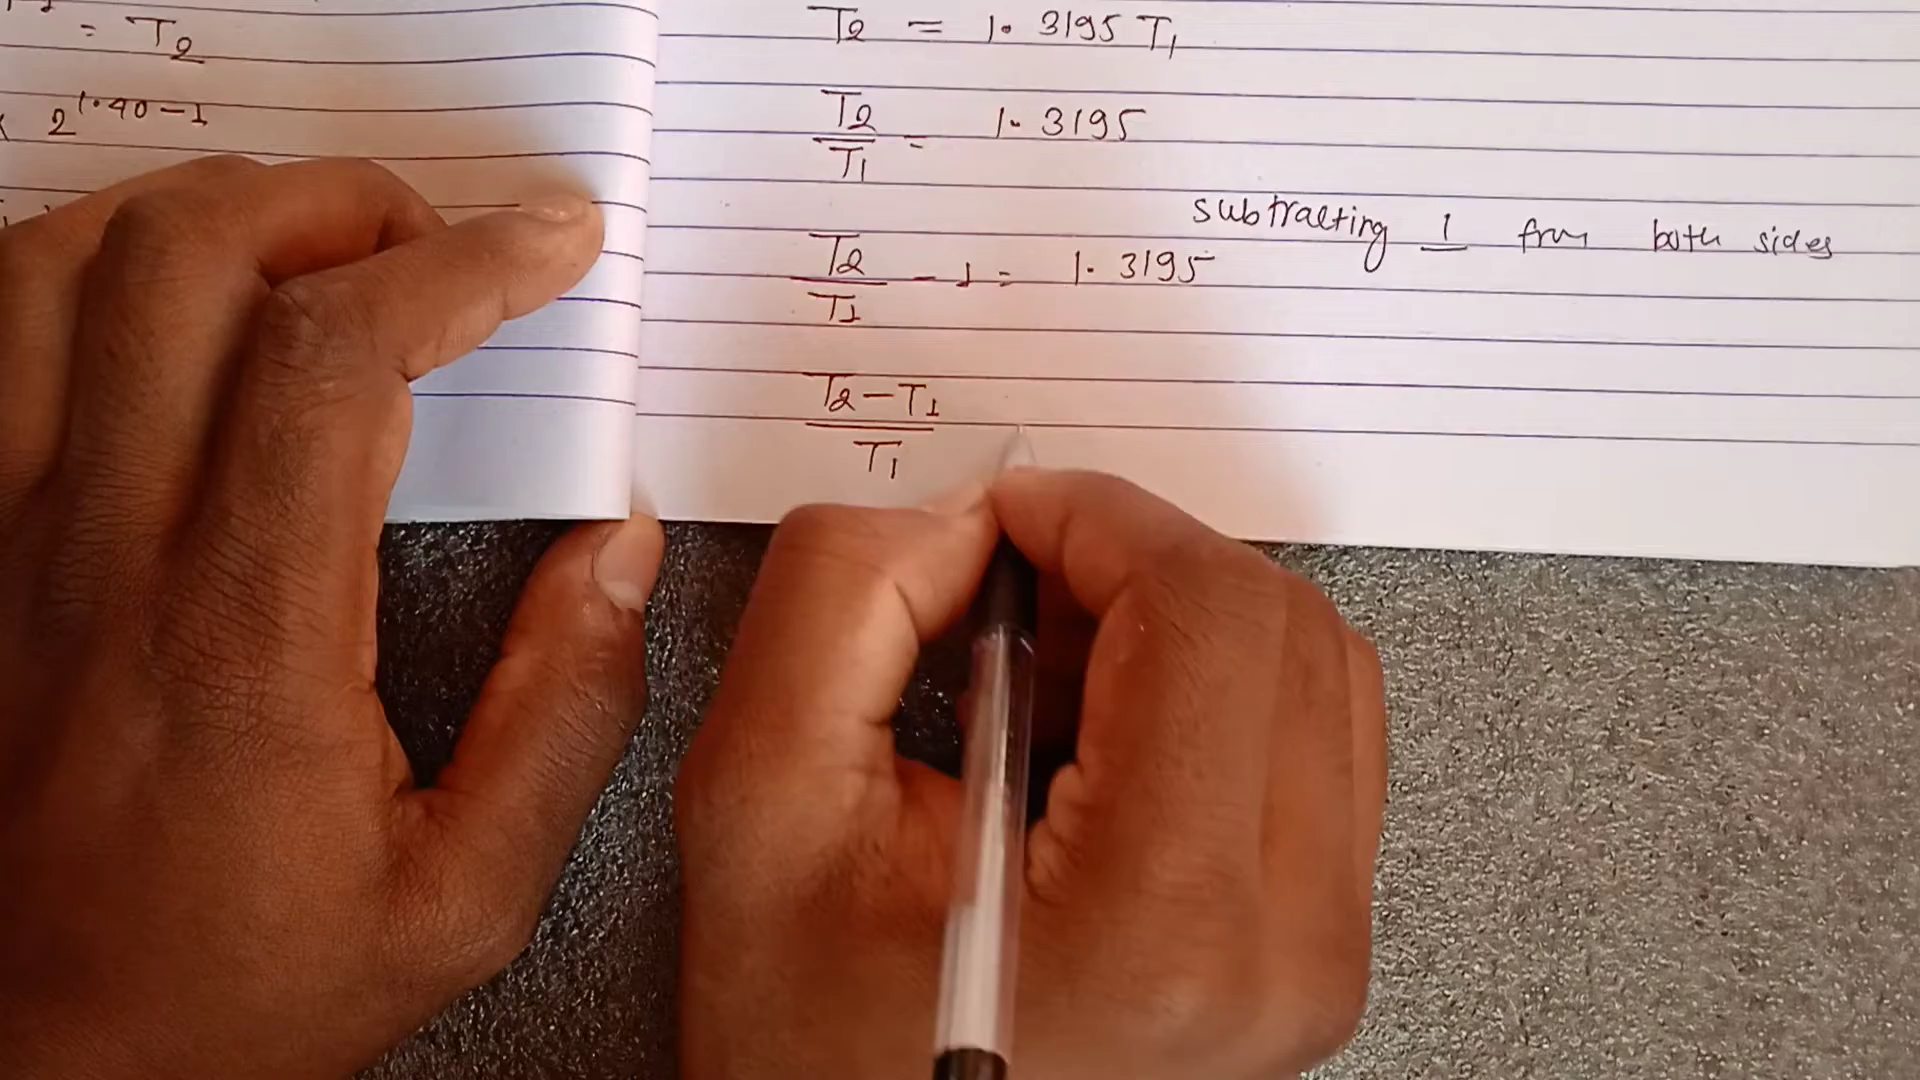 = T2
2^1.40-1
T2 = 1.3195 T1
T2/T1 = 1.3195
subtracting 1 from both sides
T2/T1 - 1 = 1.3195
T2 - T1/T1